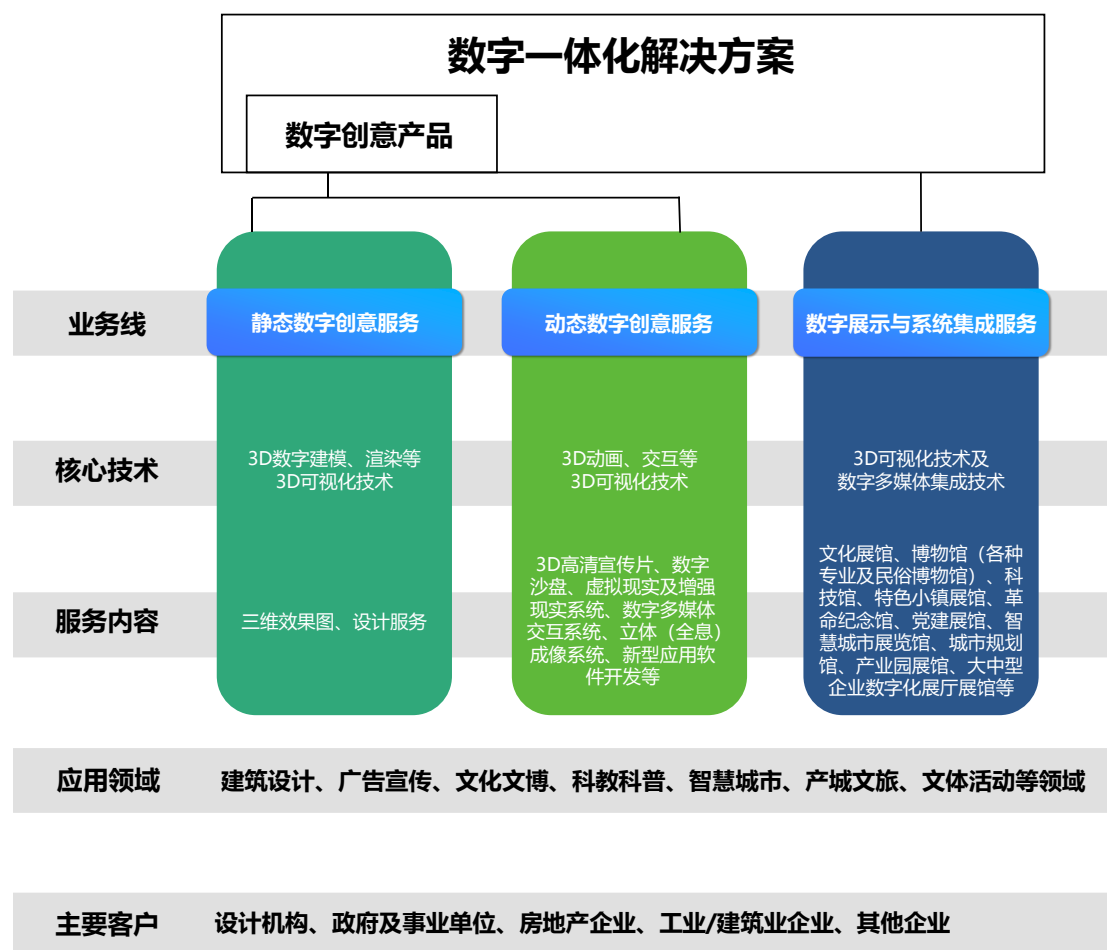 数字一体化解决方案
数字创意产品
业务线
静态数字创意服务
动态数字创意服务
数字展示与系统集成服务
核心技术
3D数字建模、渲染等
3D可视化技术
3D动画、交互等
3D可视化技术
3D可视化技术及
数字多媒体集成技术
服务内容
三维效果图、设计服务
3D高清宣传片、数字
沙盘、虚拟现实及增强
现实系统、数字多媒体
交互系统、立体（全息）
成像系统、新型应用软
件开发等
文化展馆、博物馆（各种
专业及民俗博物馆）、科
技馆、特色小镇展馆、革
命纪念馆、党建展馆、智
慧城市展览馆、城市规划
馆、产业园展馆、大中型
企业数字化展厅展馆等
应用领域
建筑设计、广告宣传、文化文博、科教科普、智慧城市、产城文旅、文体活动等领域
主要客户
设计机构、政府及事业单位、房地产企业、工业/建筑业企业、其他企业